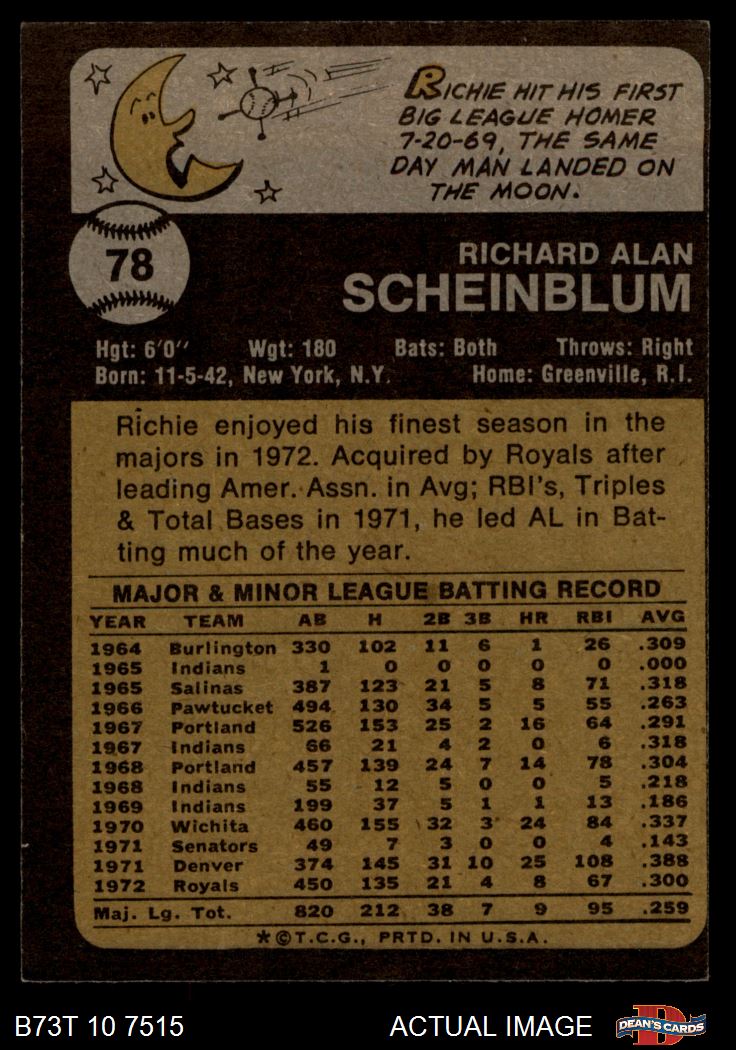 RICHIE HIT HIS FIRST
BIG LEAGUE HOMER
7-20-69, THE SAME
DAY MAN LANDED ON
THE MOON.
78
RICHARD ALAN
SCHEINBLUM
Hgt: 6'0" Wgt: 180 Bats: Both Throws: Right
Born: 11-5-42, New York, N.Y. Home: Greenville, R.I.
Richie enjoyed his finest season in the
majors in 1972. Acquired by Royals after
leading Amer. Assn. in Avg; RBI's, Triples
& Total Bases in 1971, he led AL in Bat-
ting much of the year.
MAJOR & MINOR LEAGUE BATTING RECORD
YEAR TEAM AB H 2B 3B HR RBI AVG
1964 Burlington 330 102 11 6 1 26 .309
1965 Indians 1 0 0 0 0 0 .000
1965 Salinas 387 123 21 5 8 71 .318
1966 Pawtucket 494 130 34 5 5 55 .263
1967 Portland 526 153 25 2 16 64 .291
1967 Indians 66 21 4 2 0 6 .318
1968 Portland 457 139 24 7 14 78 .304
1968 Indians 55 12 5 0 0 5 .218
1969 Indians 199 37 5 1 1 13 .186
1970 Wichita 460 155 32 3 24 84 .337
1971 Senators 49 7 3 0 0 4 .143
1971 Denver 374 145 31 10 25 108 .388
1972 Royals 450 135 21 4 8 67 .300
Maj. Lg. Tot. 820 212 38 7 9 95 .259
*©T.C.G., PRTD. IN U.S.A.
B73T 10 7515 ACTUAL IMAGE D DEAN'S CARDS